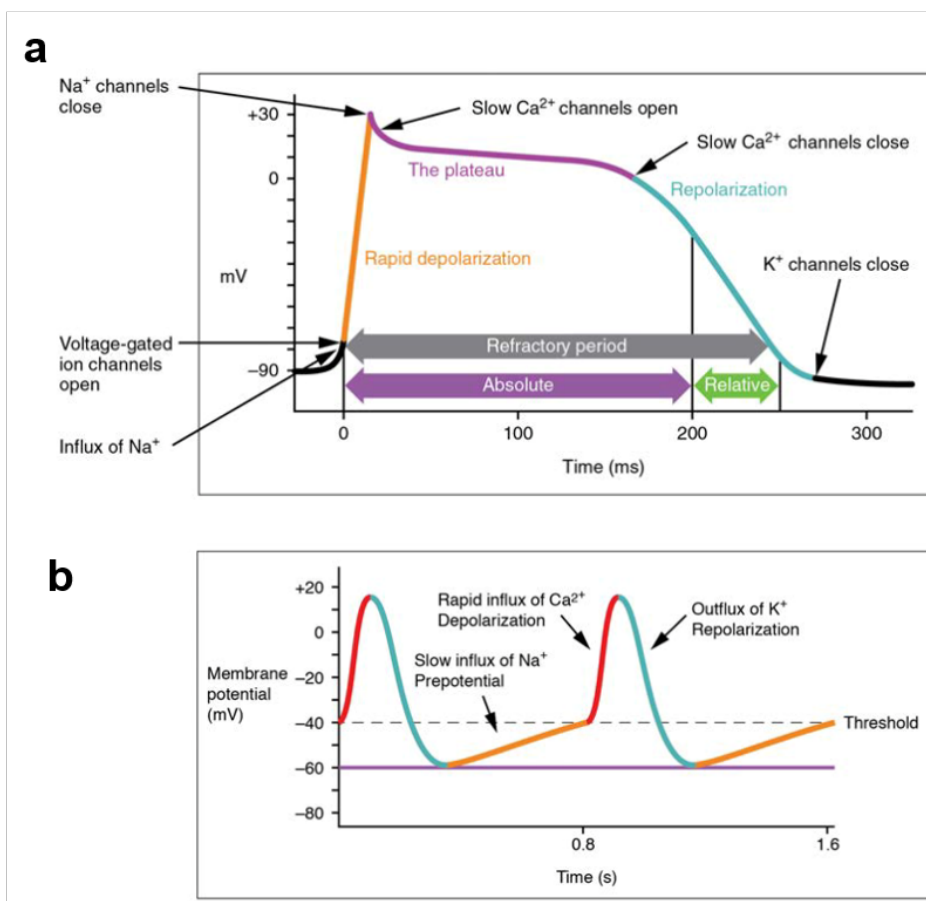 a
Na⁺ channels
close
Slow Ca²⁺ channels open
+30
Slow Ca²⁺ channels close
The plateau
0
Repolarization
Rapid depolarization
K⁺ channels close
mV
Voltage-gated
ion channels
open
Refractory period
–90
Absolute
Relative
Influx of Na⁺
0
100
200
300
Time (ms)
b
+20
Rapid influx of Ca²⁺
Depolarization
Outflux of K⁺
Repolarization
0
Slow influx of Na⁺
Prepotential
Membrane
potential
(mV)
–20
–40
Threshold
–60
–80
0.8
1.6
Time (s)